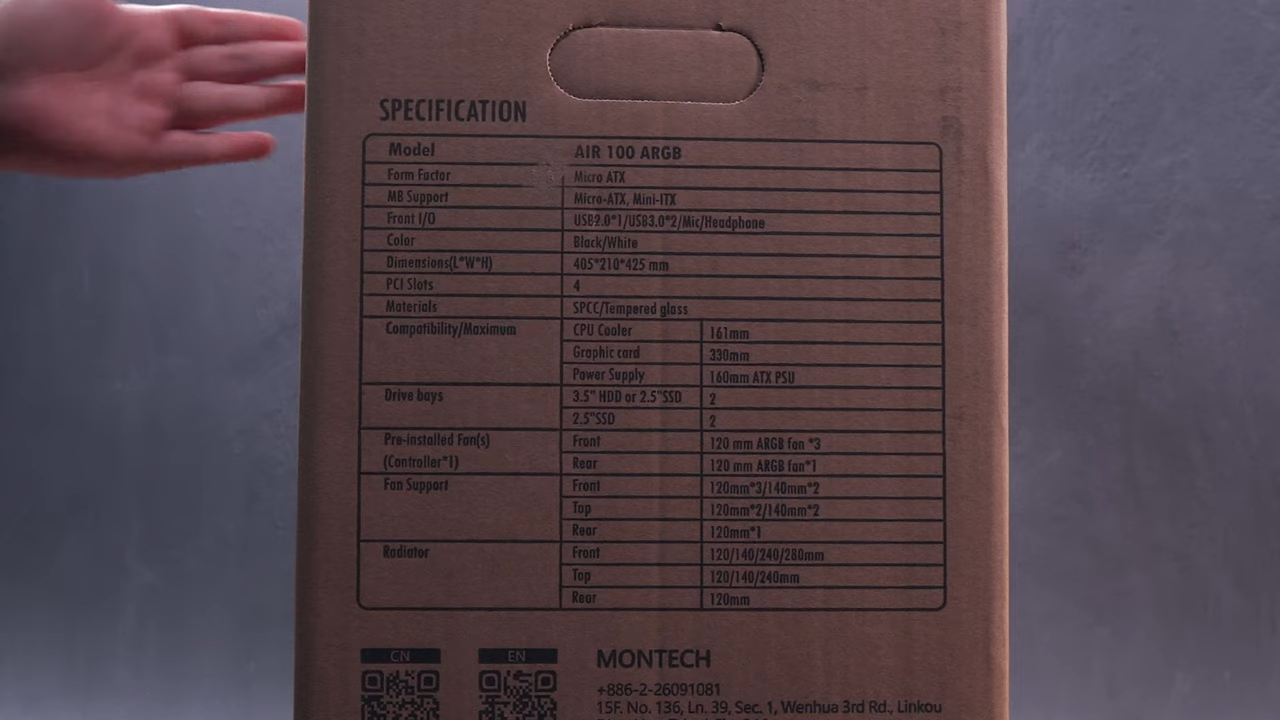 SPECIFICATION
Model AIR 100 ARGB
Form Factor Micro ATX
MB Support Micro-ATX, Mini-ITX
Front I/O USB2.0*1/USB3.0*2/Mic/Headphone
Color Black/White
Dimensions(L*W*H) 405*210*425 mm
PCI Slots 4
Materials SPCC/Tempered glass
Compatibility/Maximum CPU Cooler 161mm
Graphic card 330mm
Power Supply 160mm ATX PSU
Drive bays 3.5" HDD or 2.5"SSD 2
2.5"SSD 2
Pre-installed Fan(s) Front 120 mm ARGB fan *3
(Controller*1) Rear 120 mm ARGB fan*1
Fan Support Front 120mm*3/140mm*2
Top 120mm*2/140mm*2
Rear 120mm*1
Radiator Front 120/140/240/280mm
Top 120/140/240mm
Rear 120mm
CN EN MONTECH
+886-2-26091081
15F. No. 136, Ln. 39, Sec. 1, Wenhua 3rd Rd., Linkou